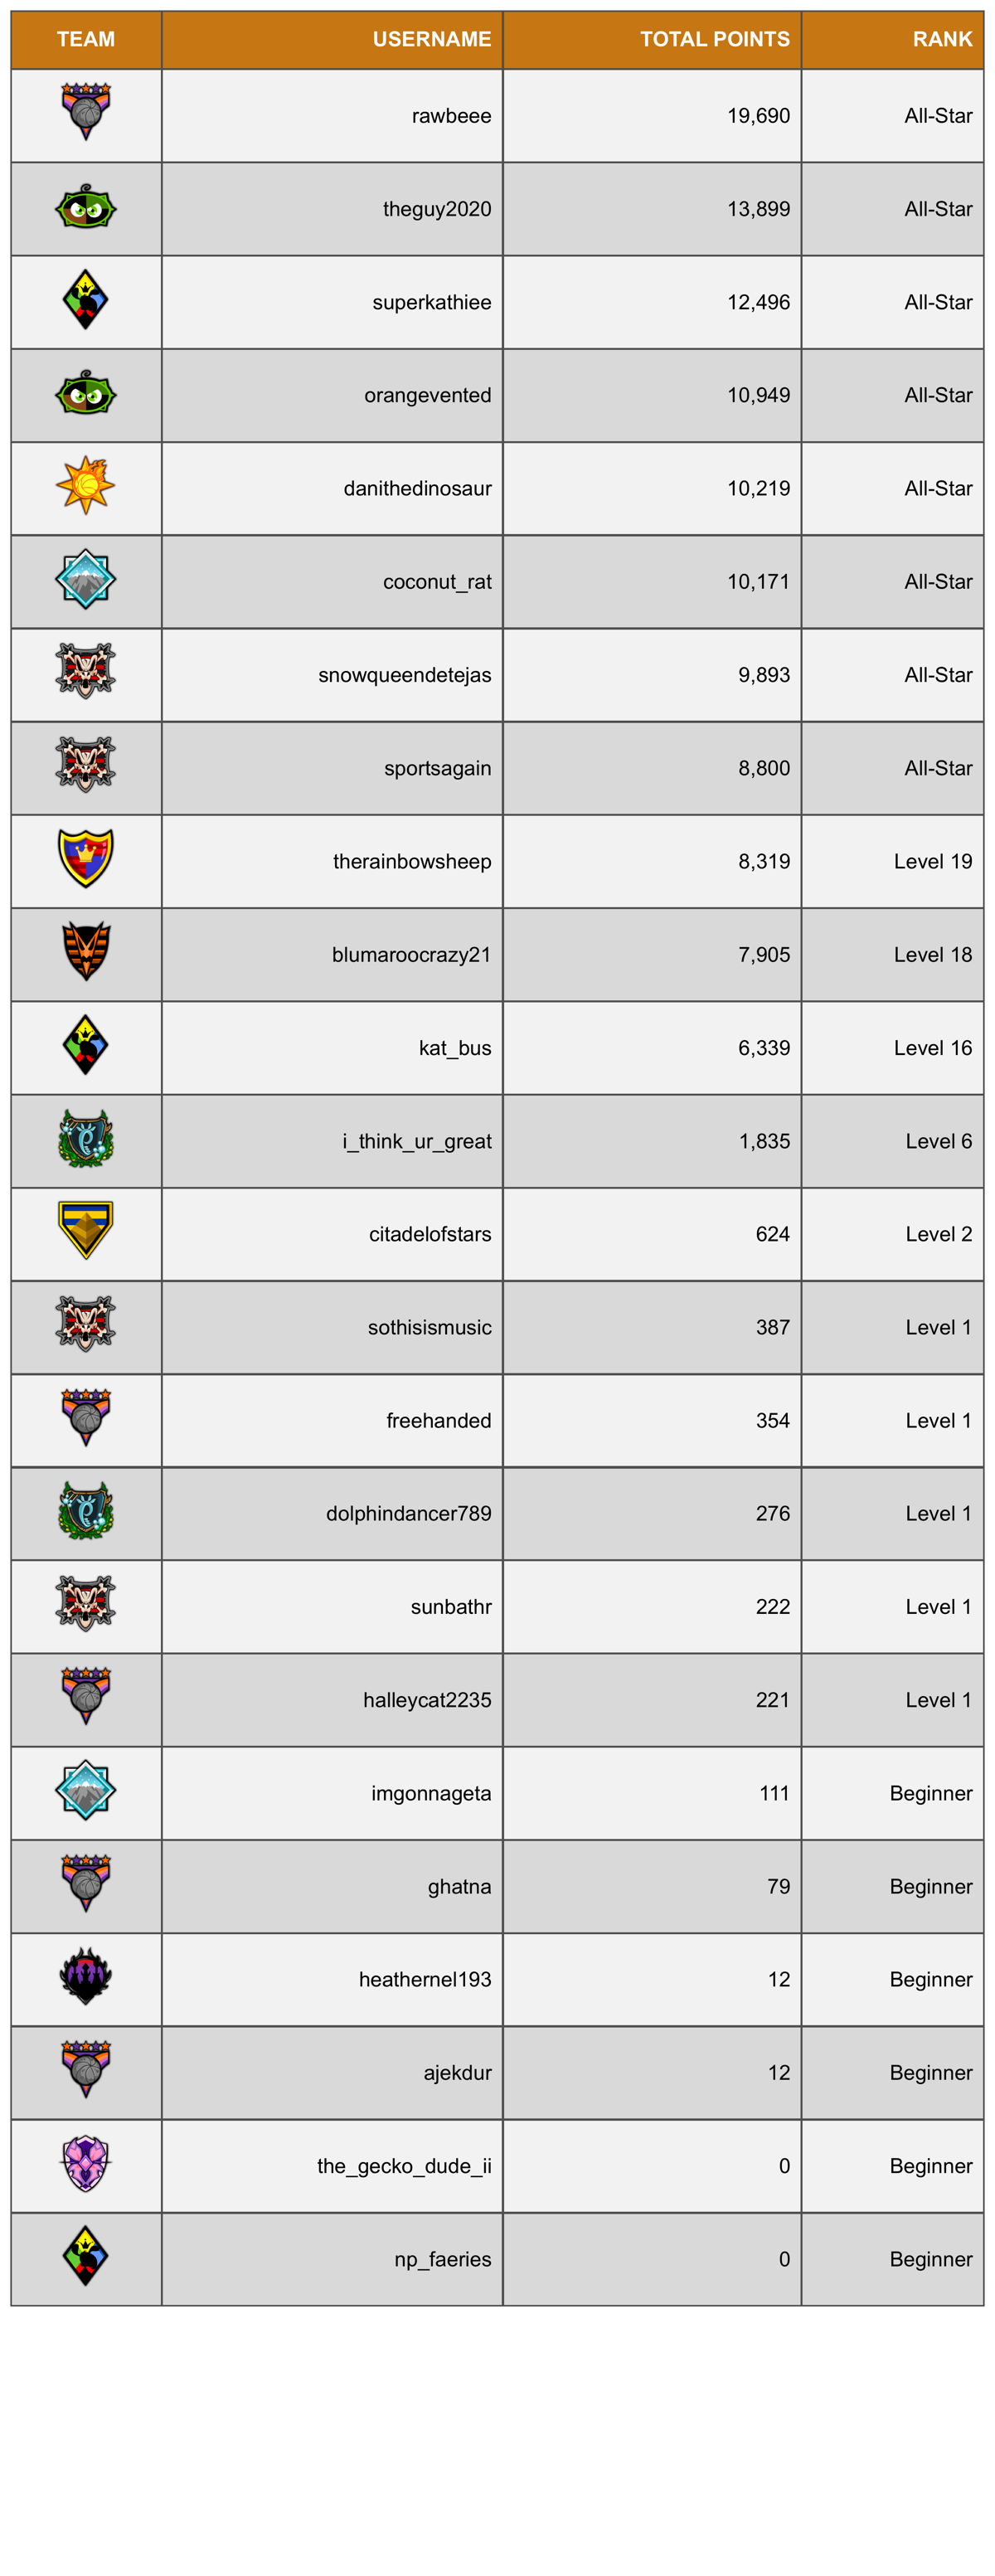 TEAM USERNAME TOTAL POINTS RANK
rawbeee 19,690 All-Star
theguy2020 13,899 All-Star
superkathiee 12,496 All-Star
orangevented 10,949 All-Star
danithedinosaur 10,219 All-Star
coconut_rat 10,171 All-Star
snowqueendetejas 9,893 All-Star
sportsagain 8,800 All-Star
therainbowsheep 8,319 Level 19
blumaroocrazy21 7,905 Level 18
kat_bus 6,339 Level 16
i_think_ur_great 1,835 Level 6
citadelofstars 624 Level 2
sothisismusic 387 Level 1
freehanded 354 Level 1
dolphindancer789 276 Level 1
sunbathr 222 Level 1
halleycat2235 221 Level 1
imgonnageta 111 Beginner
ghatna 79 Beginner
heathernel193 12 Beginner
ajekdur 12 Beginner
the_gecko_dude_ii 0 Beginner
np_faeries 0 Beginner